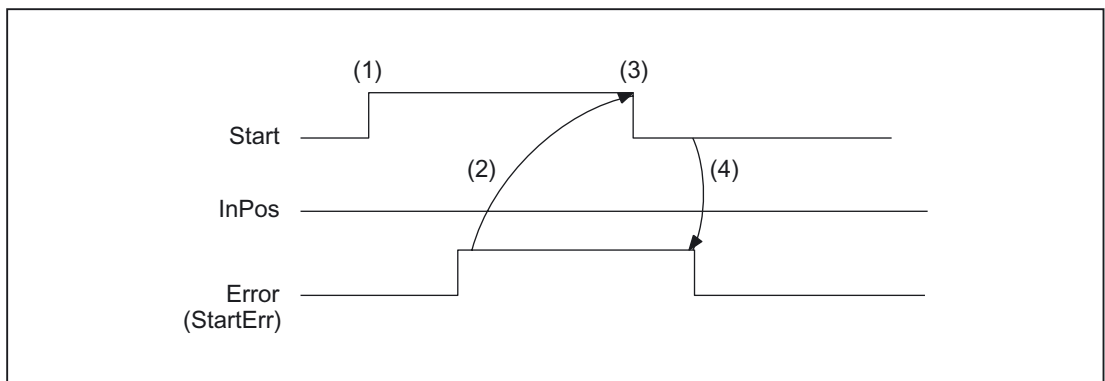 (1)
(3)
Start
(2)
(4)
InPos
Error
(StartErr)